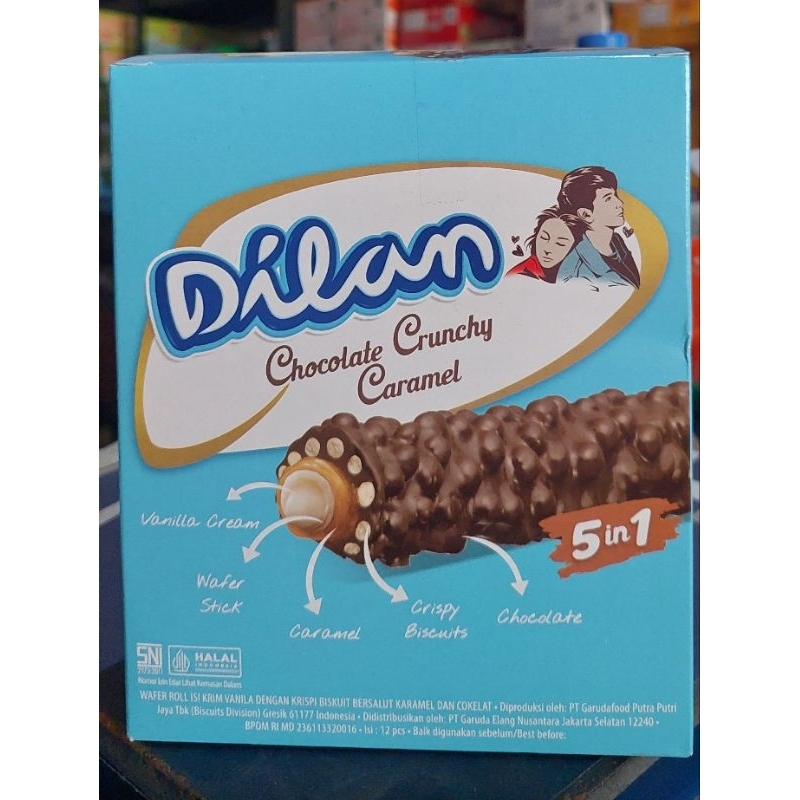 Dilan
Chocolate Crunchy
Caramel
5 in 1
Vanilla Cream
Wafer
Stick
Caramel
Crispy
Biscuits
Chocolate
SNI
HALAL
INDONESIA
Nomor Izin Edar Lihat Kemasan Dalam
WAFER ROLL ISI KRIM VANILA DENGAN KRISPI BISKUIT BERSALUT KARAMEL DAN COKELAT • Diproduksi oleh: PT Garudafood Putra Putri
Jaya Tbk (Biscuits Division) Gresik 61177 Indonesia • Didistribusikan oleh: PT Garuda Elang Nusantara Jakarta Selatan 12240 •
BPOM RI MD 236113320016 • Isi : 12 pcs • Baik digunakan sebelum/Best before: